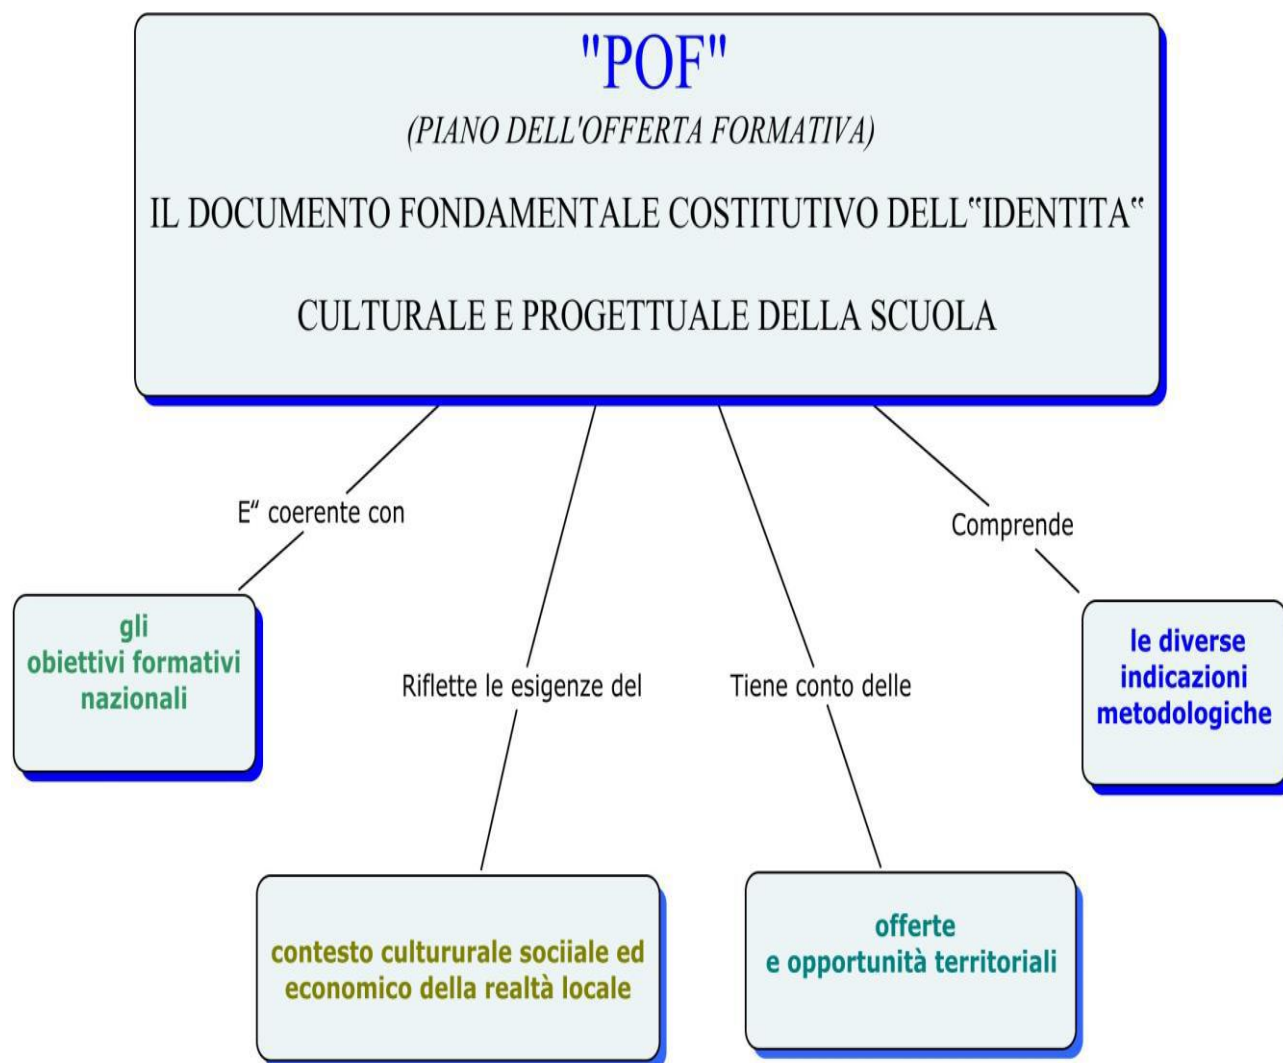 "POF"
(PIANO DELL'OFFERTA FORMATIVA)
IL DOCUMENTO FONDAMENTALE COSTITUTIVO DELL“IDENTITA“
CULTURALE E PROGETTUALE DELLA SCUOLA
E“ coerente con
Comprende
gli
obiettivi formativi
nazionali
le diverse
indicazioni
metodologiche
Riflette le esigenze del
Tiene conto delle
contesto cultururale sociiale ed
economico della realtà locale
offerte
e opportunità territoriali